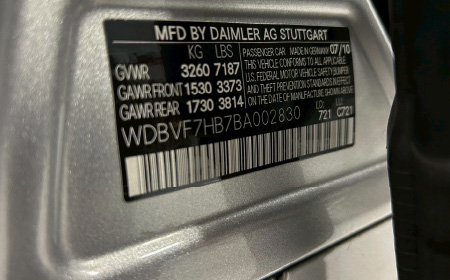 MFD BY DAIMLER AG STUTTGART
KG LBS
GVWR 3260 7187
GAWR FRONT 1530 3373
GAWR REAR 1730 3814
PASSENGER CAR MADE IN GERMANY 07/10
THIS VEHICLE CONFORMS TO ALL APPLICABLE
U.S. FEDERAL MOTOR VEHICLE SAFETY, BUMPER
AND THEFT PREVENTION STANDARDS IN EFFECT
ON THE DATE OF MANUFACTURE SHOWN ABOVE
WDBVF7HB7BA002830
721 C721